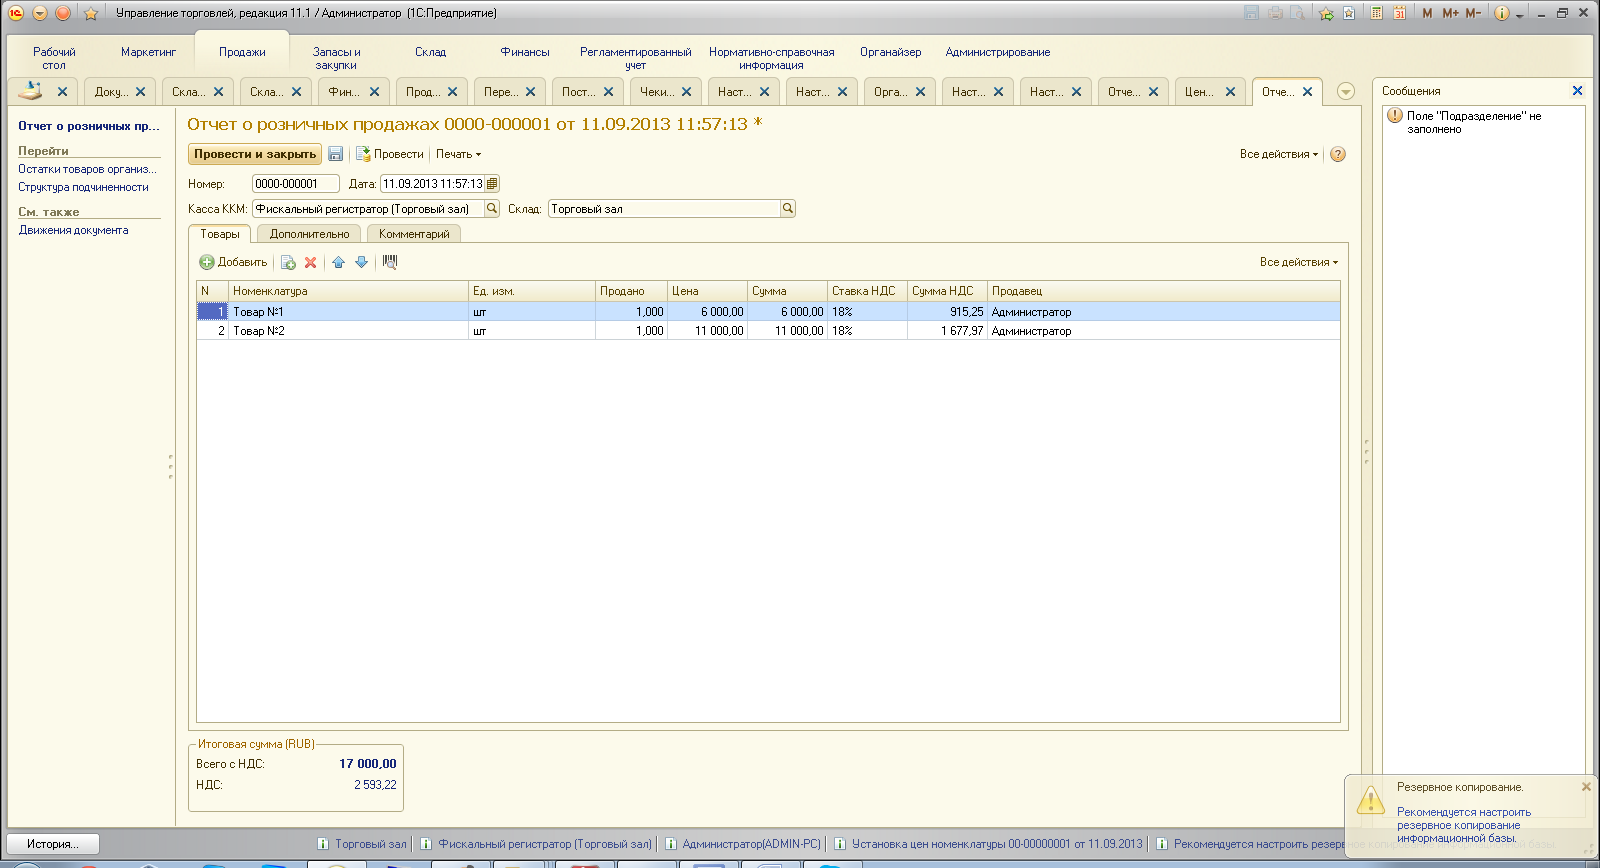 Управление торговлей, редакция 11.1 / Администратор (1С:Предприятие)
M M+ M-
Рабочий стол
Маркетинг
Продажи
Запасы и закупки
Склад
Финансы
Регламентированный учет
Нормативно-справочная информация
Органайзер
Администрирование
Доку...
Скла...
Скла...
Фин...
Прод...
Пере...
Пост...
Чеки...
Наст...
Наст...
Орга...
Наст...
Наст...
Отче...
Цен...
Отче...
Отчет о розничных пр...
Перейти
Остатки товаров организ...
Структура подчиненности
См. также
Движения документа
Отчет о розничных продажах 0000-000001 от 11.09.2013 11:57:13 *
Провести и закрыть Провести Печать Все действия
Номер: 0000-000001 Дата: 11.09.2013 11:57:13
Касса ККМ: Фискальный регистратор (Торговый зал) Склад: Торговый зал
Товары Дополнительно Комментарий
Добавить Все действия
N Номенклатура Ед. изм. Продано Цена Сумма Ставка НДС Сумма НДС Продавец
1 Товар №1 шт 1,000 6 000,00 6 000,00 18% 915,25 Администратор
2 Товар №2 шт 1,000 11 000,00 11 000,00 18% 1 677,97 Администратор
Итоговая сумма (RUB)
Всего с НДС: 17 000,00
НДС: 2 593,22
Сообщения
Поле "Подразделение" не
заполнено
Резервное копирование.
Рекомендуется настроить
резервное копирование
информационной базы.
История...
Торговый зал
Фискальный регистратор (Торговый зал)
Администратор(ADMIN-PC)
Установка цен номенклатуры 00-00000001 от 11.09.2013
Рекомендуется настроить